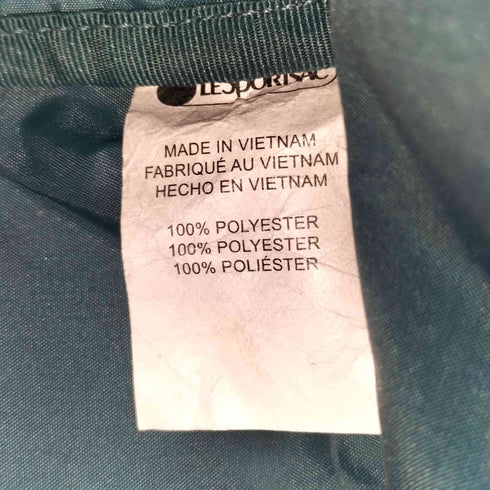 LESPORTSAC
MADE IN VIETNAM
FABRIQUÉ AU VIETNAM
HECHO EN VIETNAM
100% POLYESTER
100% POLYESTER
100% POLIÉSTER